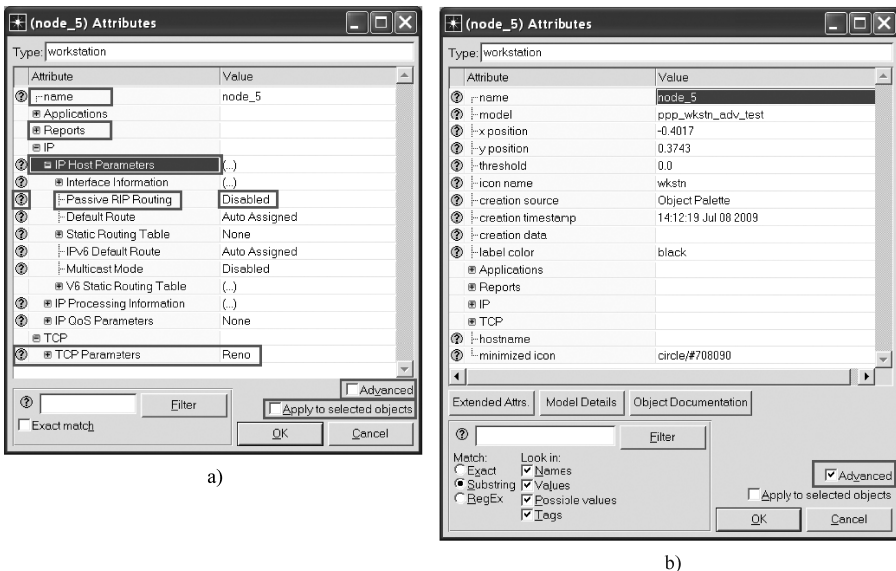 (node_5) Attributes
Type: workstation
Attribute Value
name node_5
Applications
Reports
IP
IP Host Parameters (...)
Interface Information (...)
Passive RIP Routing Disabled
Default Route Auto Assigned
Static Routing Table None
IPv6 Default Route Auto Assigned
Multicast Mode Disabled
V6 Static Routing Table (...)
IP Processing Information (...)
IP QoS Parameters None
TCP
TCP Parameters Reno
Advanced
Filter
Apply to selected objects
Exact match
OK Cancel
a)
(node_5) Attributes
Type: workstation
Attribute Value
name node_5
model ppp_wkstn_adv_test
x position -0.4017
y position 0.3743
threshold 0.0
icon name wkstn
creation source Object Palette
creation timestamp 14:12:19 Jul 08 2009
creation data
label color black
Applications
Reports
IP
TCP
hostname
minimized icon circle/#708090
Extended Attrs. Model Details Object Documentation
Filter
Match: Look in:
Exact Names
Substring Values
RegEx Possible values
Tags
Advanced
Apply to selected objects
OK Cancel
b)